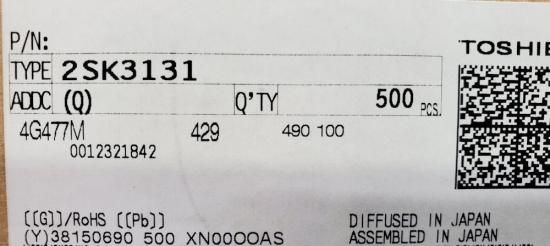 P/N:
TOSHIB
TYPE 2SK3131
ADDC (Q) Q'TY 500 PCS.
4G477M 429 490 100
0012321842
[[G]]/RoHS [[Pb]]
DIFFUSED IN JAPAN
(Y)38150690 500 XN0000AS
ASSEMBLED IN JAPAN